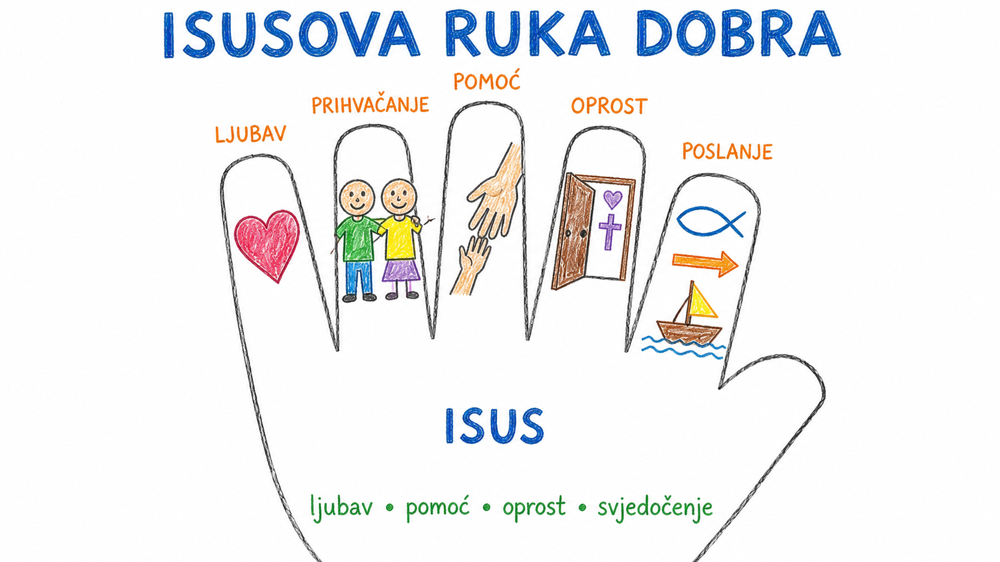 ISUSOVA RUKA DOBRA
LJUBAV
PRIHVAČANJE
POMOĆ
OPROST
POSLANJE
ISUS
ljubav • pomoć • oprost • svjedočenje